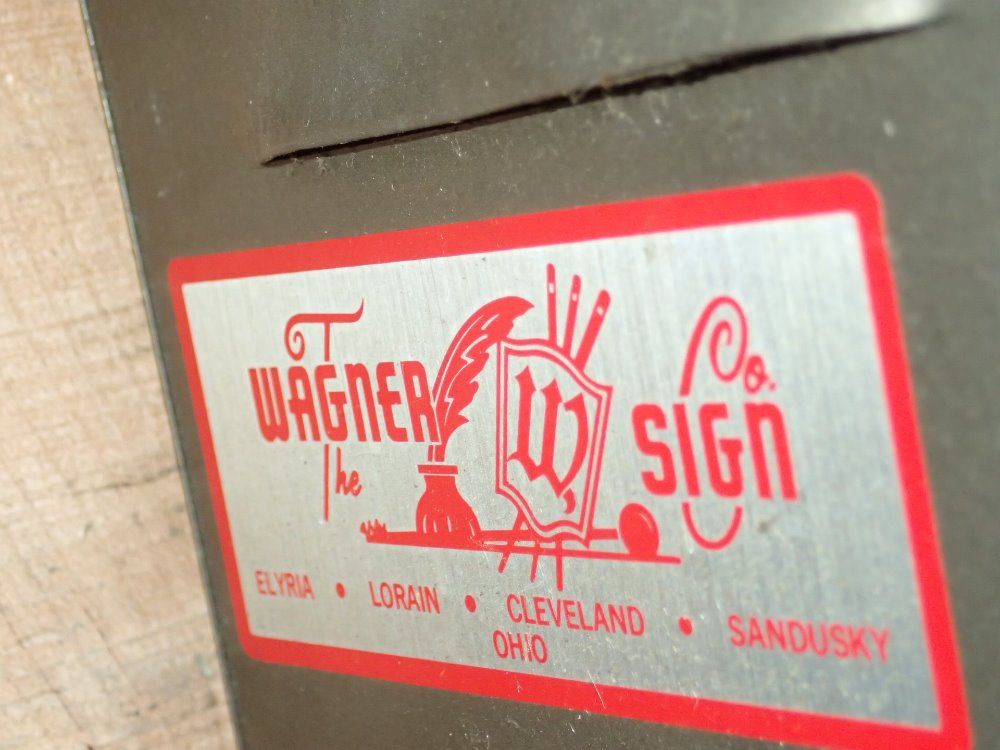 The WAGNER SIGN Co.
W
ELYRIA • LORAIN • CLEVELAND • SANDUSKY
OHIO